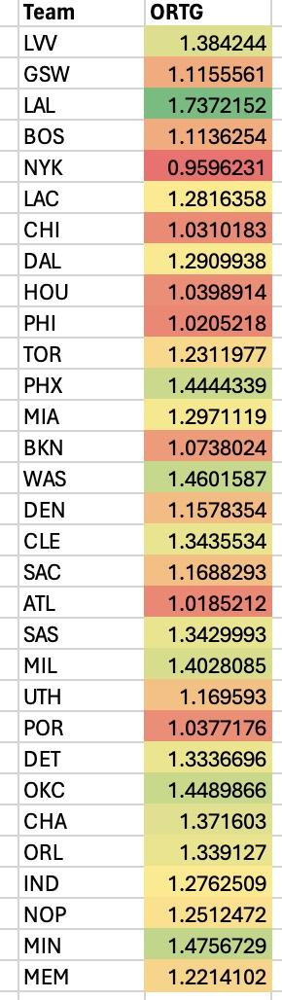 Team ORTG
LVV 1.384244
GSW 1.1155561
LAL 1.7372152
BOS 1.1136254
NYK 0.9596231
LAC 1.2816358
CHI 1.0310183
DAL 1.2909938
HOU 1.0398914
PHI 1.0205218
TOR 1.2311977
PHX 1.4444339
MIA 1.2971119
BKN 1.0738024
WAS 1.4601587
DEN 1.1578354
CLE 1.3435534
SAC 1.1688293
ATL 1.0185212
SAS 1.3429993
MIL 1.4028085
UTH 1.169593
POR 1.0377176
DET 1.3336696
OKC 1.4489866
CHA 1.371603
ORL 1.339127
IND 1.2762509
NOP 1.2512472
MIN 1.4756729
MEM 1.2214102